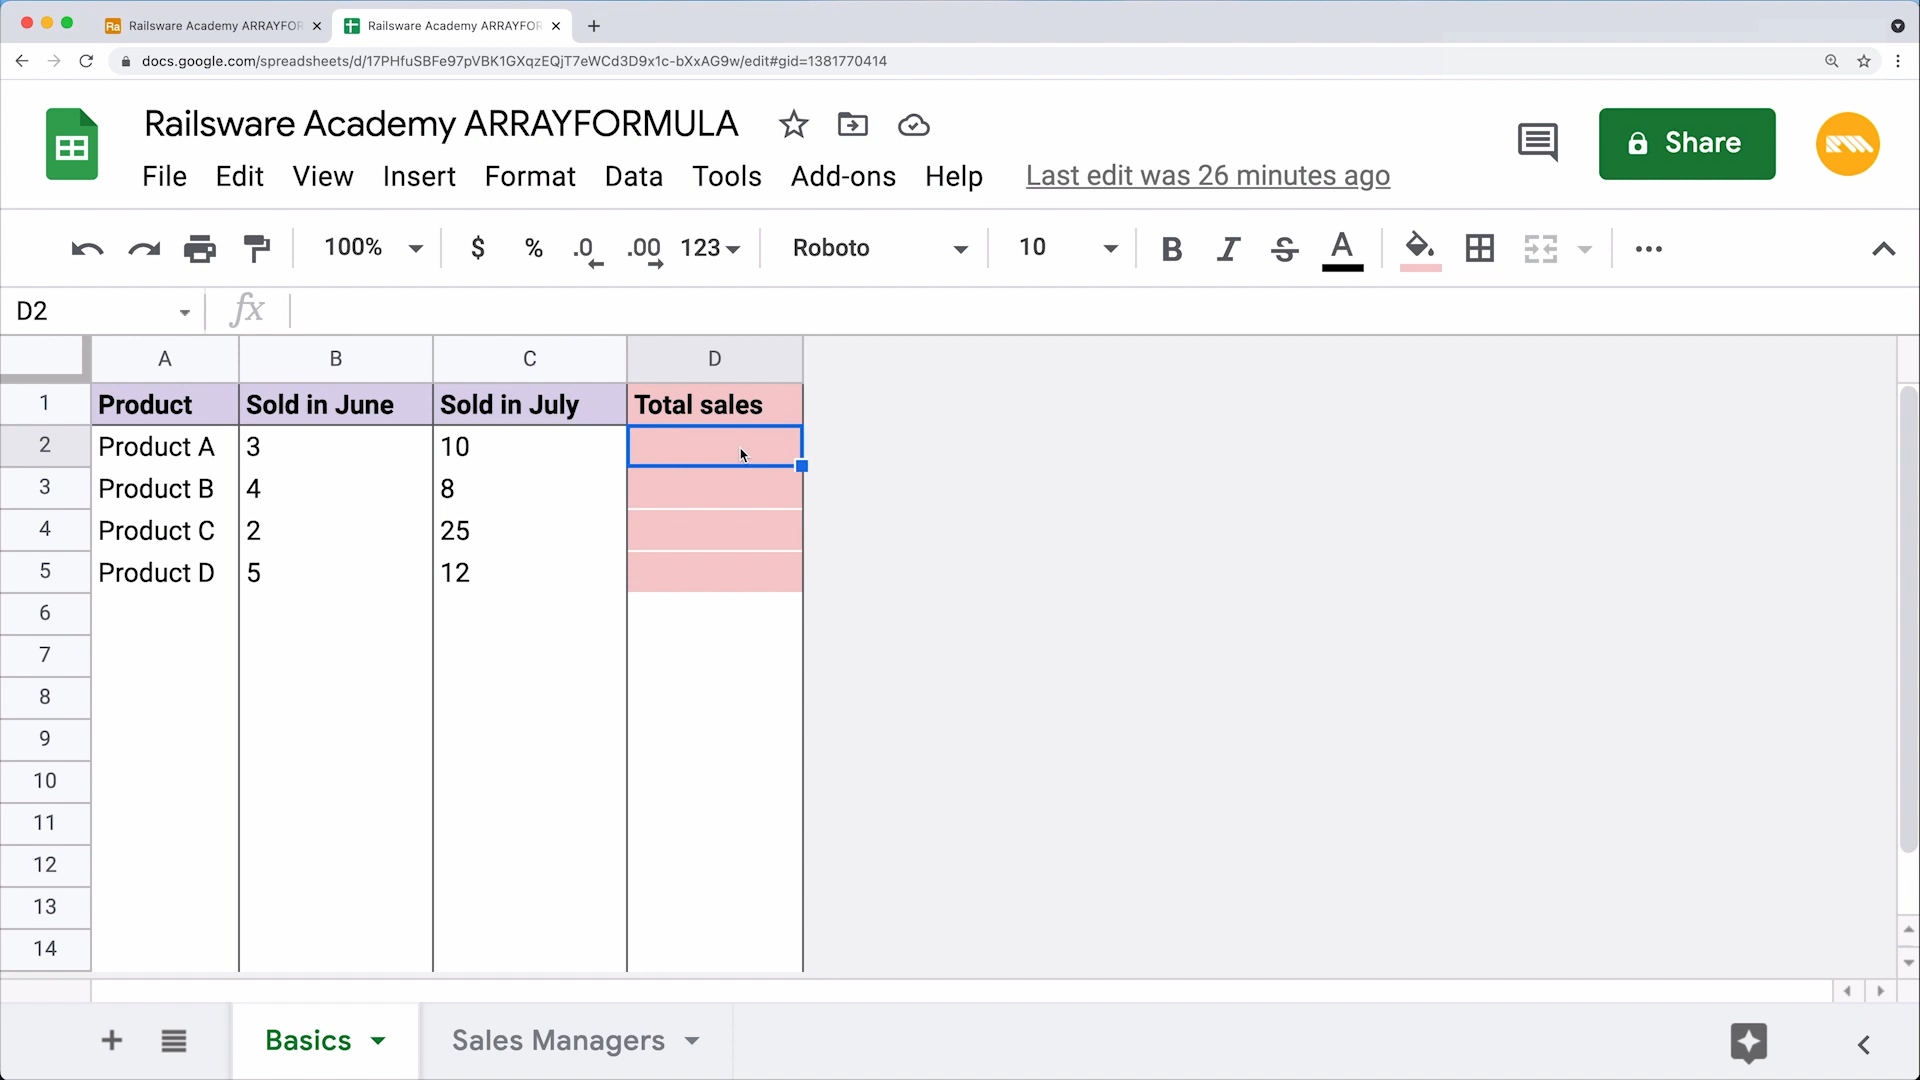 Ra Railsware Academy ARRAYFOR
Railsware Academy ARRAYFOR
docs.google.com/spreadsheets/d/17PHfuSBFe97pVBK1GXqzEQjT7eWCd3D9x1c-bXxAG9w/edit#gid=1381770414
Railsware Academy ARRAYFORMULA
Share
File Edit View Insert Format Data Tools Add-ons Help Last edit was 26 minutes ago
100% $ % .0 .00 123 Roboto 10 B I S A
D2 fx
A B C D
1 Product Sold in June Sold in July Total sales
2 Product A 3 10
3 Product B 4 8
4 Product C 2 25
5 Product D 5 12
6
7
8
9
10
11
12
13
14
Basics Sales Managers